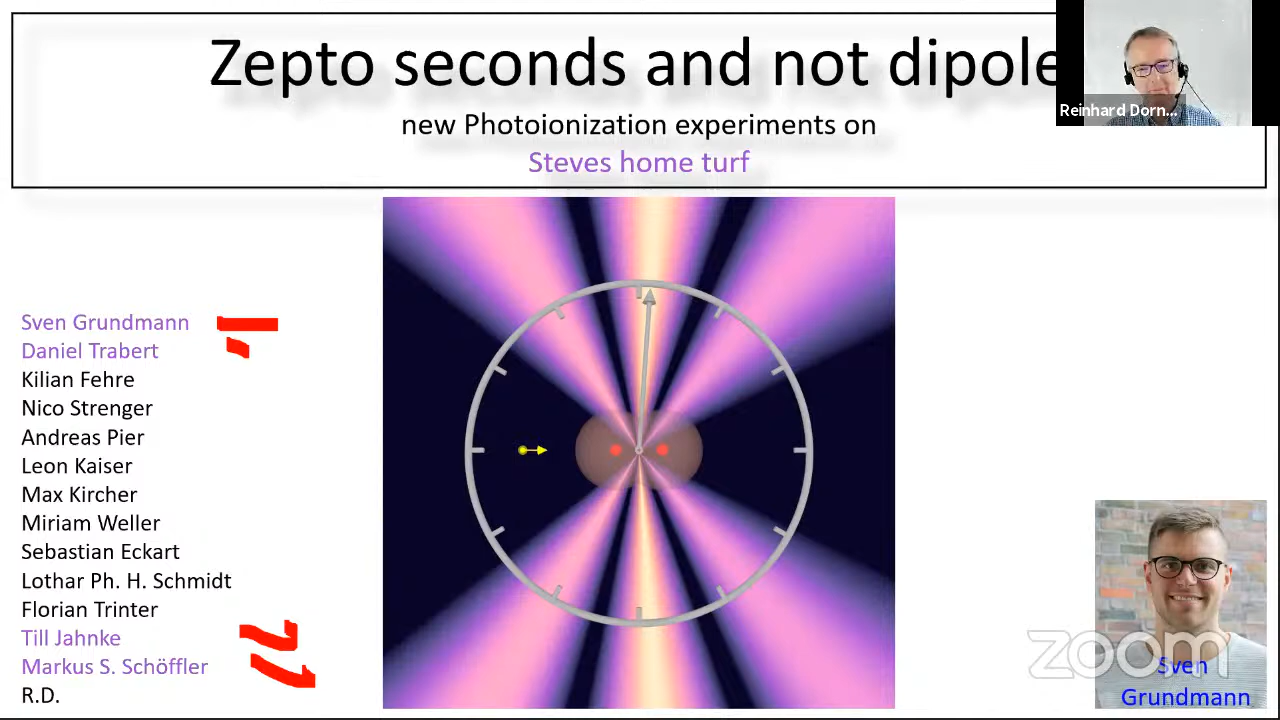 Zepto seconds and not dipole
new Photoionization experiments on
Steves home turf
Reinhard Dorn...
Sven Grundmann
Daniel Trabert
Kilian Fehre
Nico Strenger
Andreas Pier
Leon Kaiser
Max Kircher
Miriam Weller
Sebastian Eckart
Lothar Ph. H. Schmidt
Florian Trinter
Till Jahnke
Markus S. Schöffler
R.D.
zoom
Sven
Grundmann